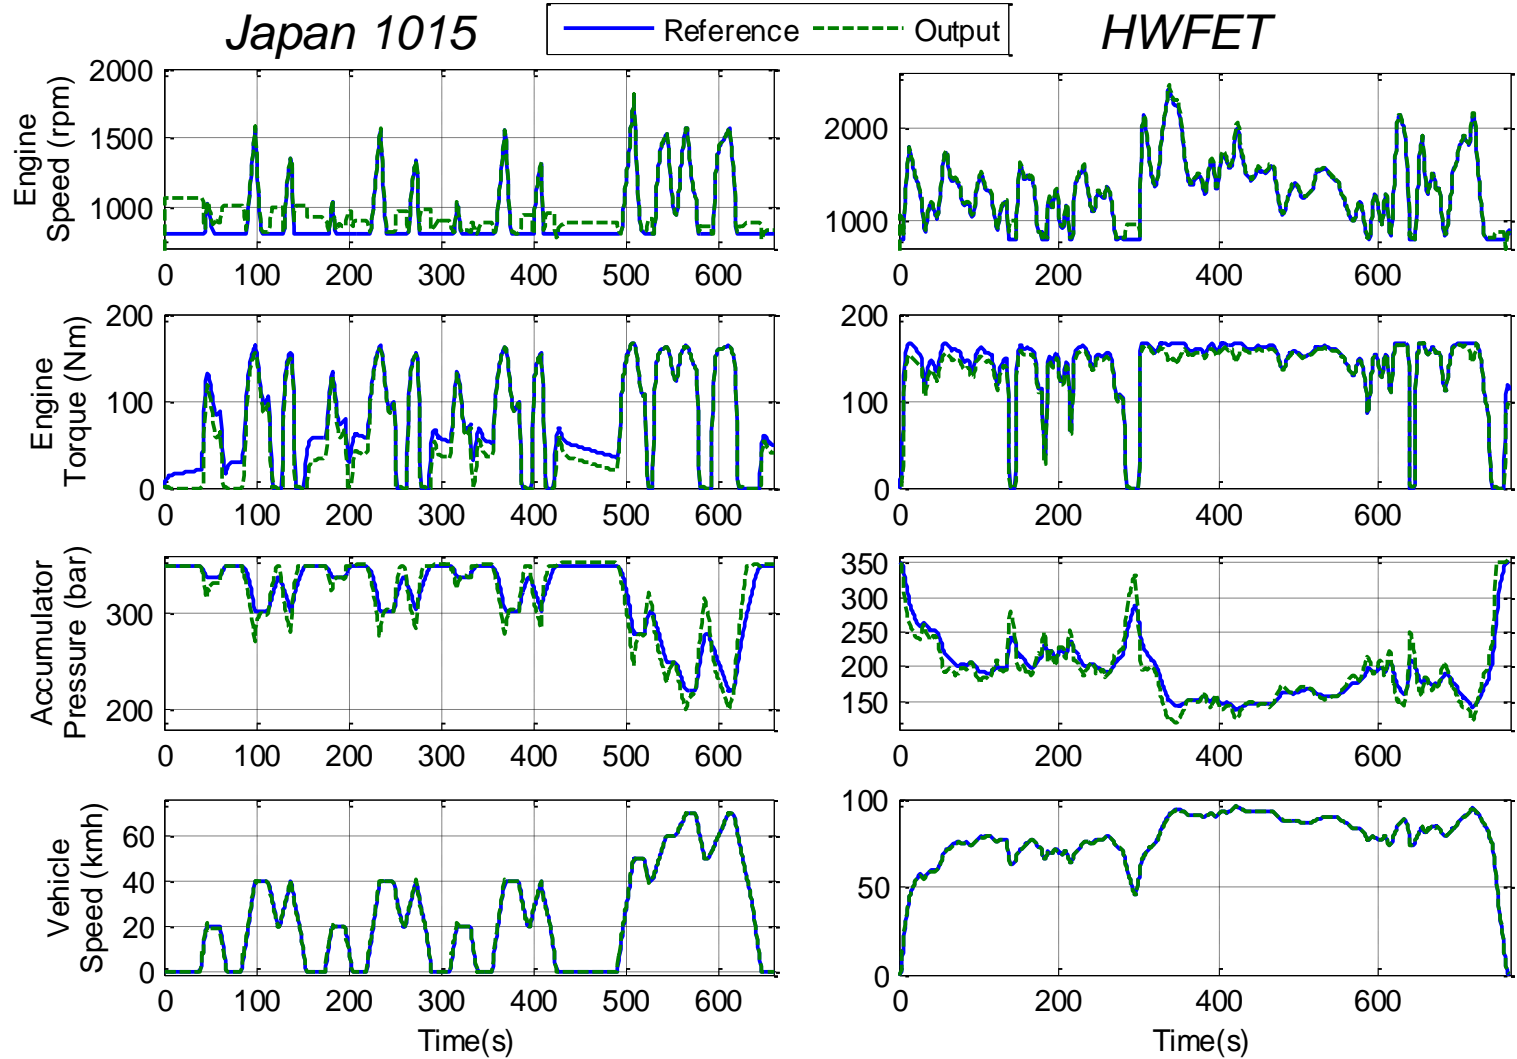 Japan 1015
Reference
Output
HWFET
Engine
Speed (rpm)
2000
1500
1000
0 100 200 300 400 500 600
2000
1000
0 200 400 600
Engine
Torque (Nm)
200
100
0
0 100 200 300 400 500 600
200
100
0
0 200 400 600
Accumulator
Pressure (bar)
300
200
0 100 200 300 400 500 600
350
300
250
200
150
0 200 400 600
Vehicle
Speed (kmh)
60
40
20
0
0 100 200 300 400 500 600
Time(s)
100
50
0
0 200 400 600
Time(s)